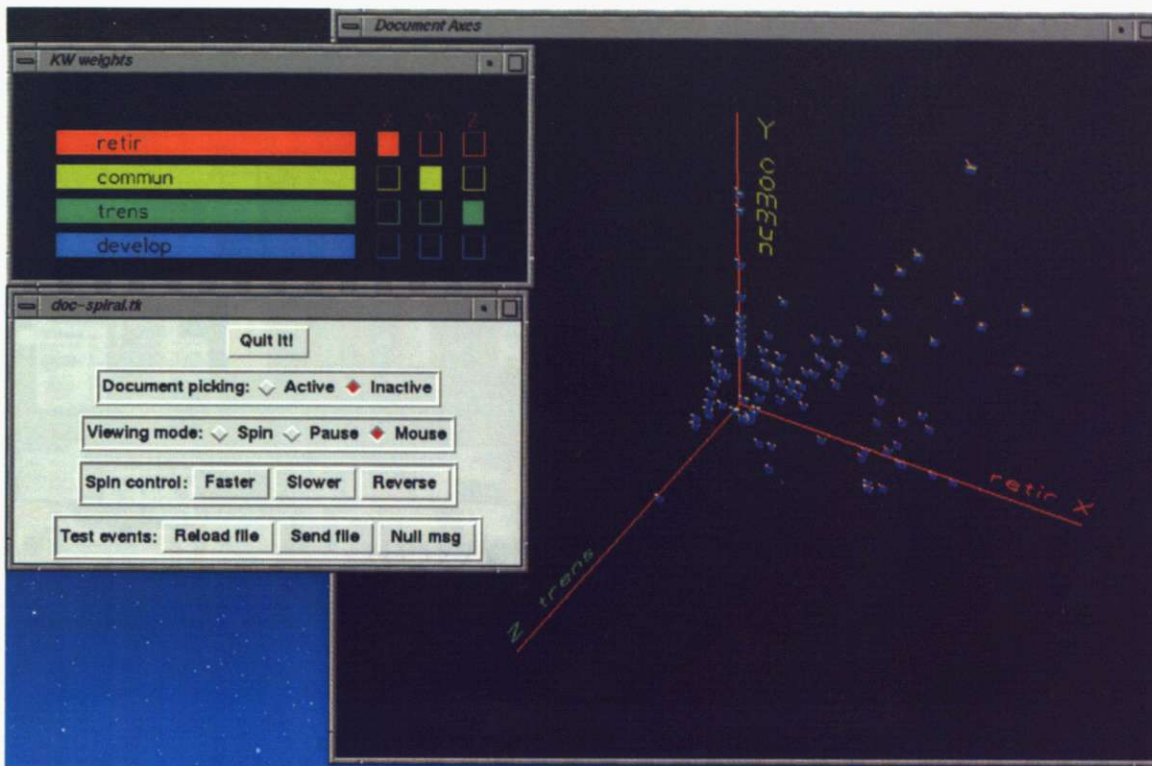 Document Axes
KW weights
X Y Z
retir
commun
trens
develop
doc-spiral.tk
Quit it!
Document picking: Active Inactive
Viewing mode: Spin Pause Mouse
Spin control: Faster Slower Reverse
Test events: Reload file Send file Null msg
Y commun
retir X
Z trens